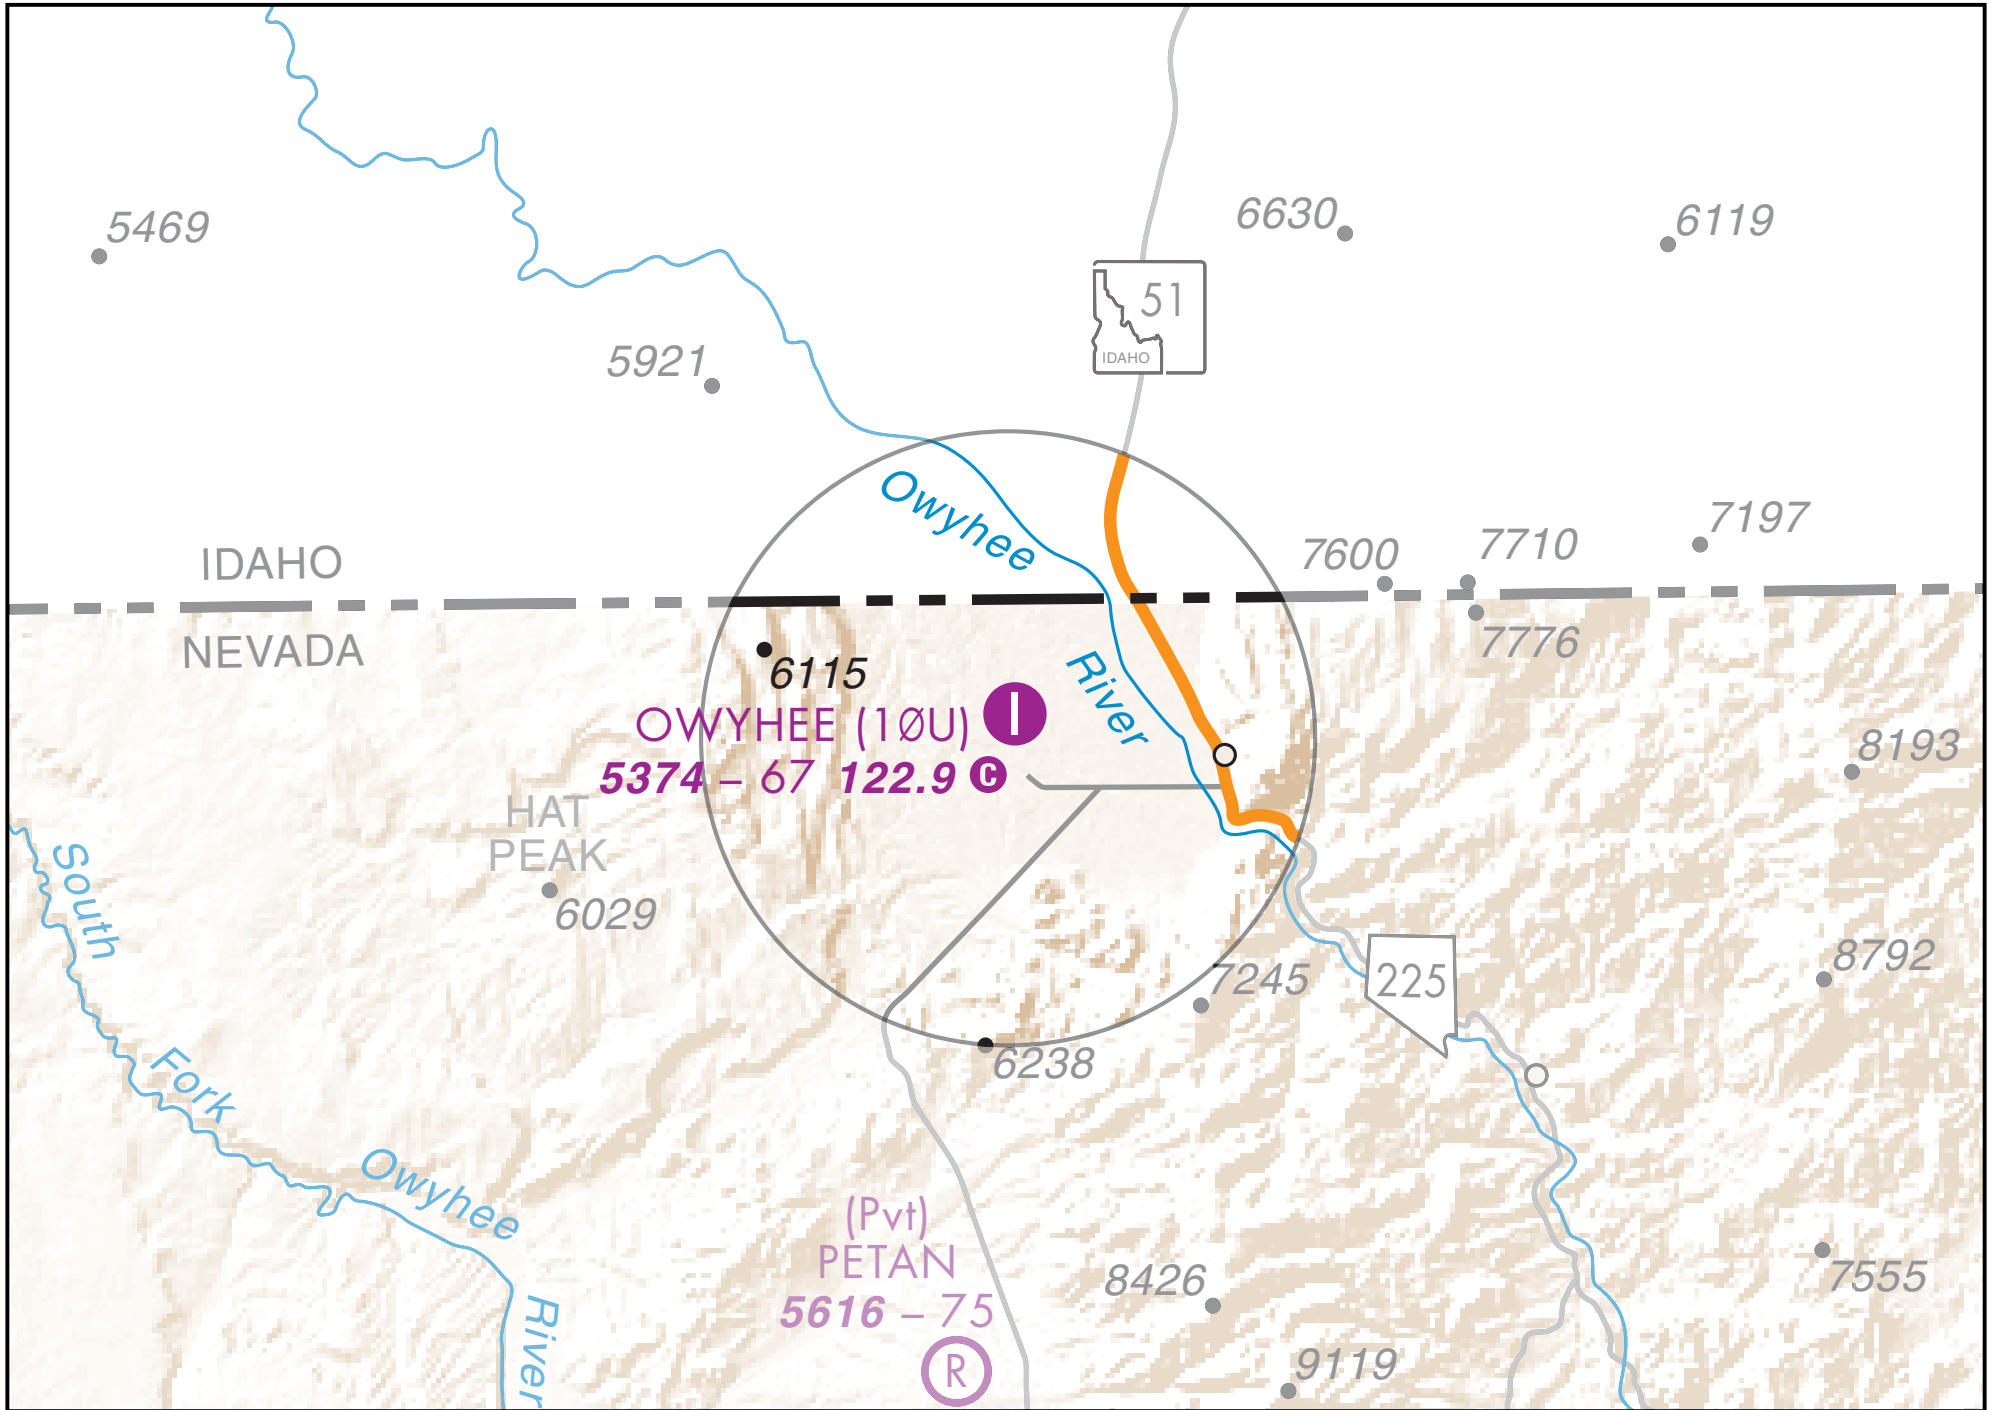 5469
6630
6119
51
IDAHO
5921
Owyhee
7197
7710
7600
IDAHO
NEVADA
7776
6115
River
OWYHEE (1ØU)
I
5374 – 67 122.9 C
8193
HAT
PEAK
6029
South
8792
7245
225
6238
Fork
Owyhee
River
(Pvt)
PETAN
5616 – 75
R
8426
7555
9119